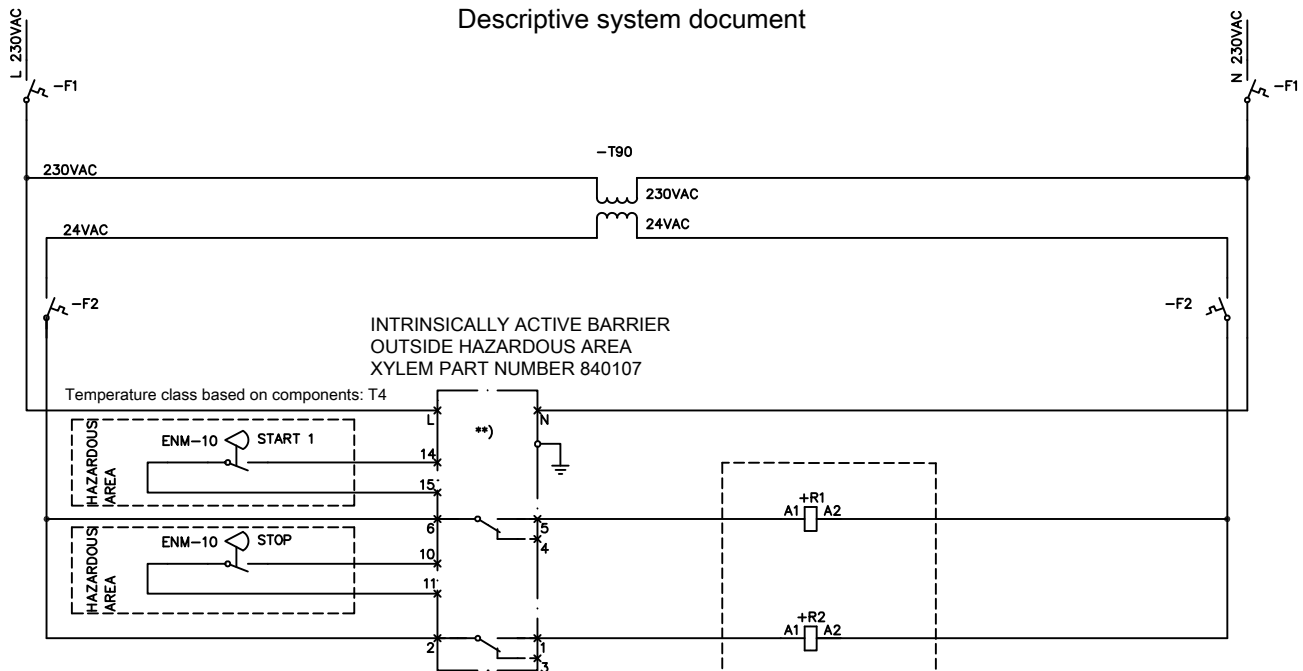 Descriptive system document
L 230VAC
N 230VAC
-F1
-F1
-T90
230VAC
230VAC
24VAC
24VAC
-F2
-F2
INTRINSICALLY ACTIVE BARRIER
OUTSIDE HAZARDOUS AREA
XYLEM PART NUMBER 840107
Temperature class based on components: T4
L
N
**)
HAZARDOUS
AREA
ENM-10
START 1
14
15
+R1
A1
A2
6
5
4
HAZARDOUS
AREA
ENM-10
STOP
10
11
+R2
A1
A2
2
1
3